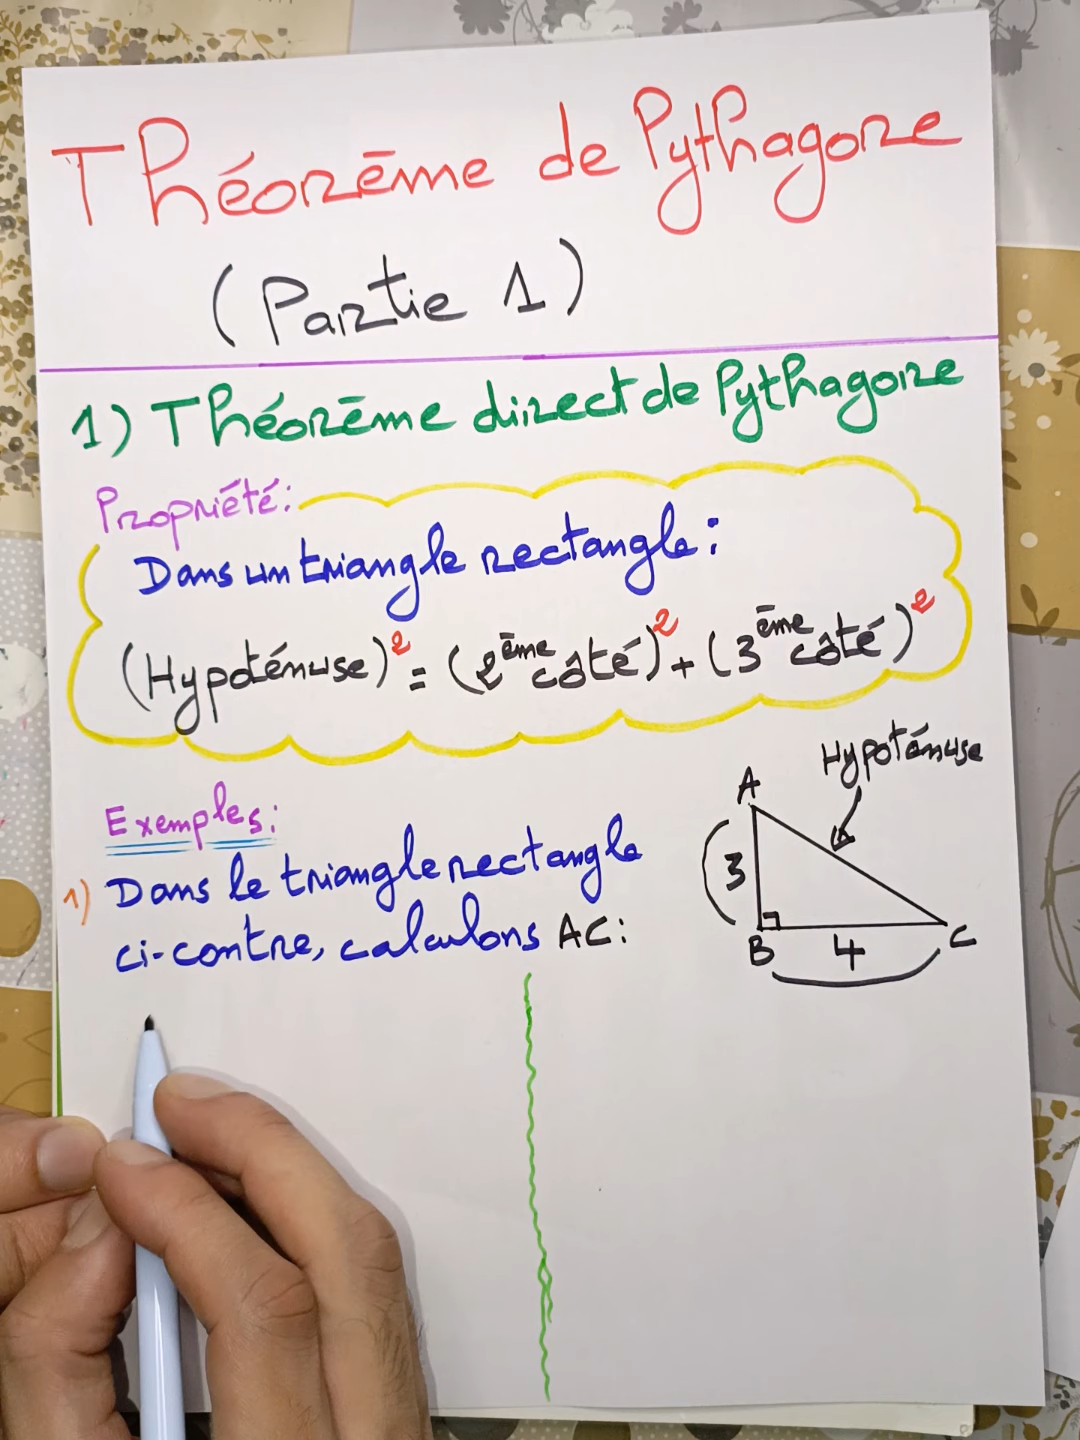 Théorème de Pythagore
(Partie 1)
1) Théorème direct de Pythagore
Propriété:
Dans un triangle rectangle:
(Hypoténuse)² = (2ème côté)² + (3ème côté)²
Hypoténuse
Exemples:
1) Dans le triangle rectangle
ci-contre, calculons AC:
A
3
B
4
C